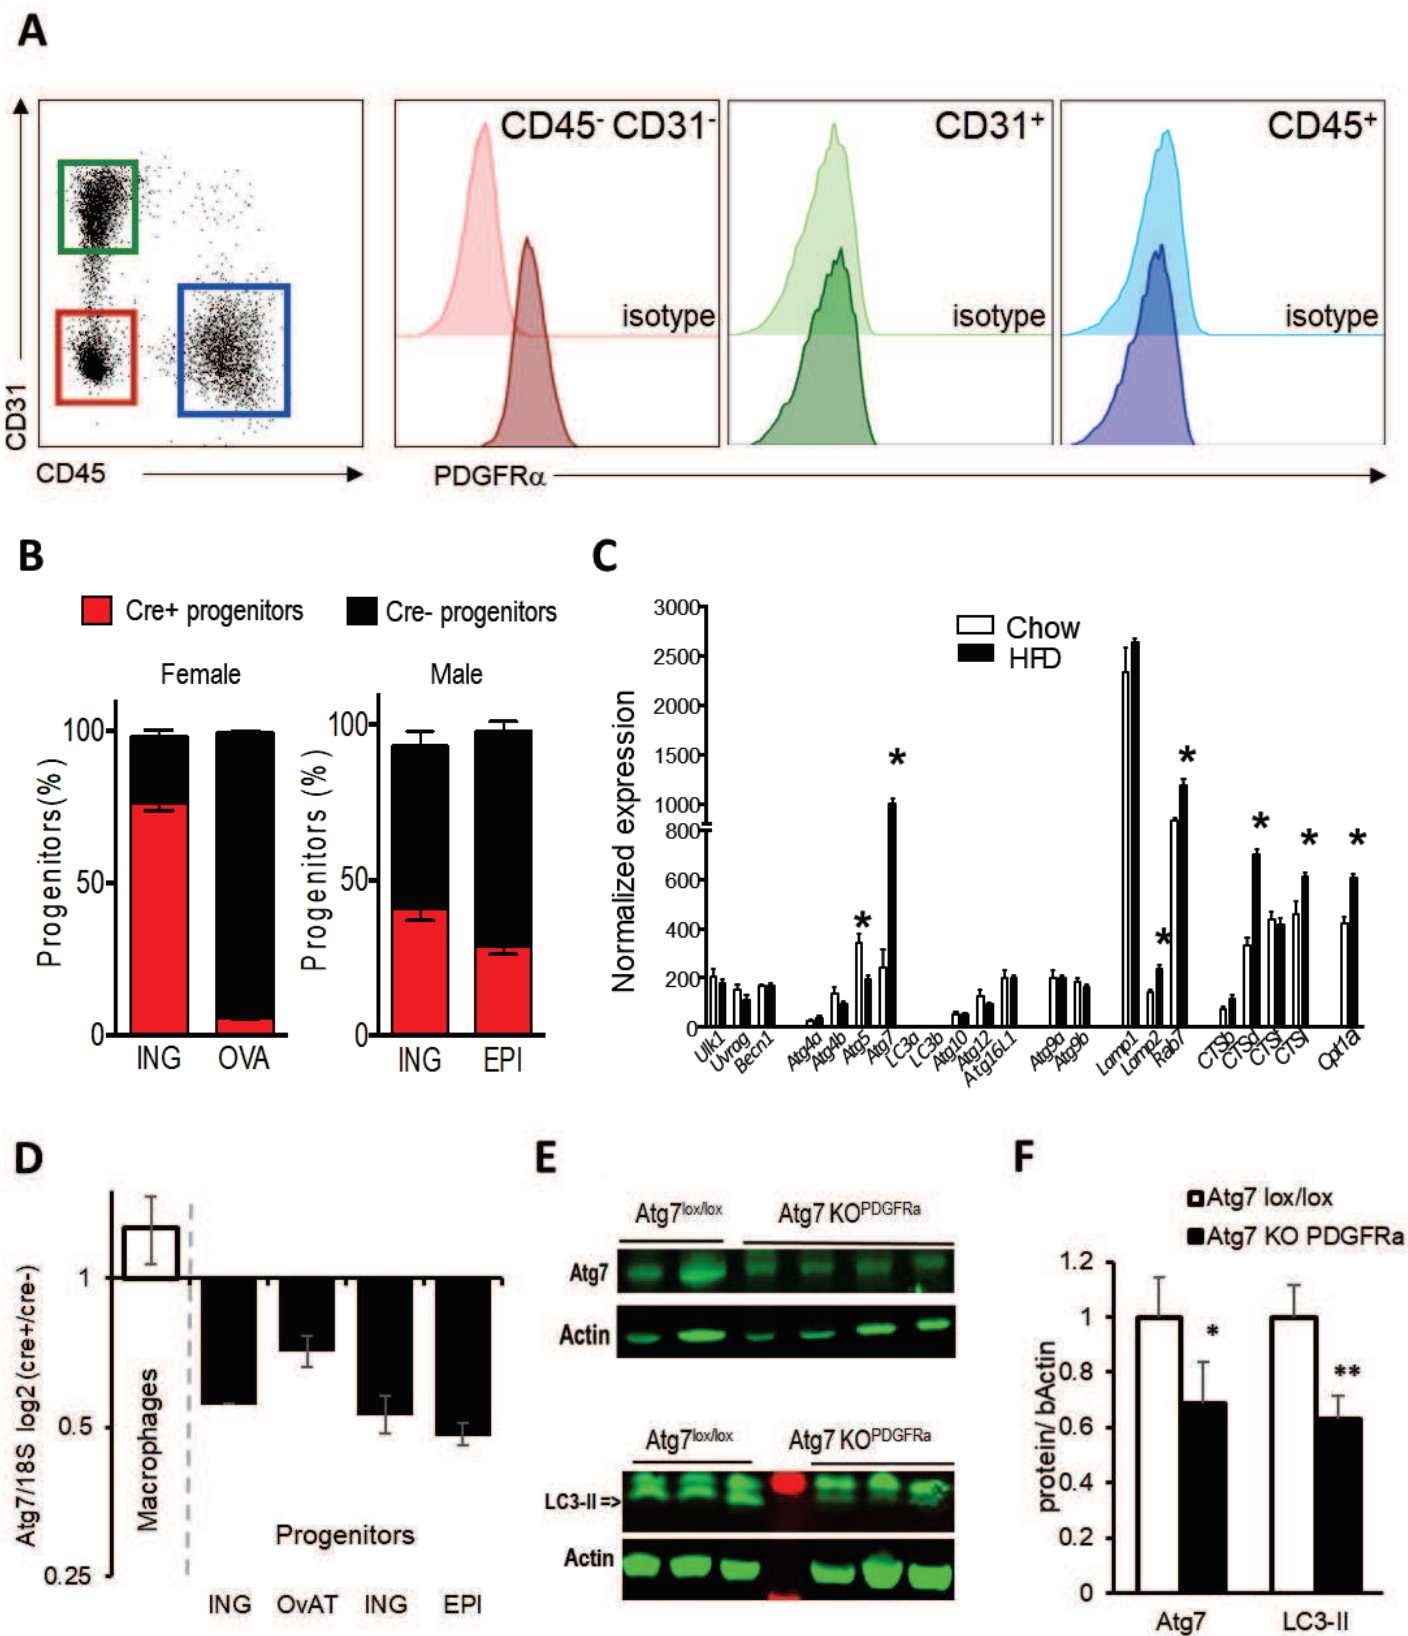 A
CD31
CD45
CD45- CD31-
isotype
CD31+
isotype
CD45+
isotype
PDGFRα
B
Cre+ progenitors
Cre- progenitors
Female
Male
Progenitors(%)
100
50
0
ING
OVA
Progenitors (%)
100
50
0
ING
EPI
C
Chow
HFD
Normalized expression
3000
2500
2000
1500
1000
800
600
400
200
0
*
*
*
*
*
*
*
Ulk1
Uvrag
Becn1
Atg4a
Atg4b
Atg5
Atg7
LC3a
LC3b
Atg10
Atg12
Atg16L1
Atg9a
Atg9b
Lamp1
Lamp2
Rab7
CTSb
CTSd
CTSf
CTSl
Cpt1a
D
Atg7/18S log2 (cre+/cre-)
1
0.5
0.25
Macrophages
Progenitors
ING
OvAT
ING
EPI
E
Atg7lox/lox
Atg7 KOPDGFRa
Atg7
Actin
Atg7lox/lox
Atg7 KOPDGFRa
LC3-II =>
Actin
F
Atg7 lox/lox
Atg7 KO PDGFRa
protein/ bActin
1.2
1
0.8
0.6
0.4
0.2
0
*
**
Atg7
LC3-II